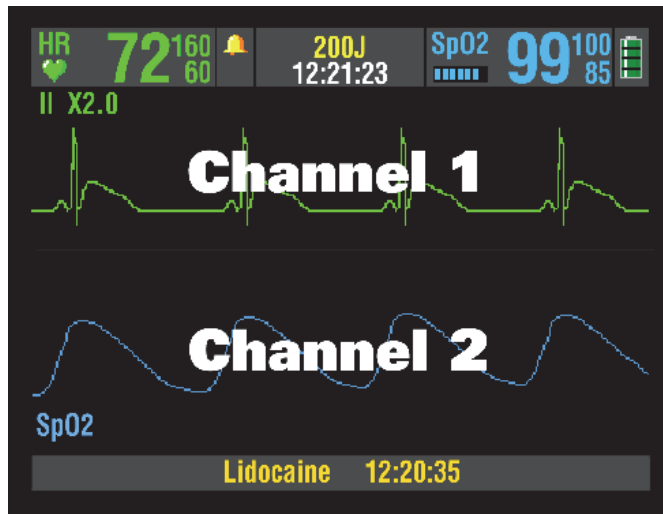 HR 72 160 60 200J SpO2 99 100 85
12:21:23
II X2.0
Channel 1
Channel 2
SpO2
Lidocaine 12:20:35